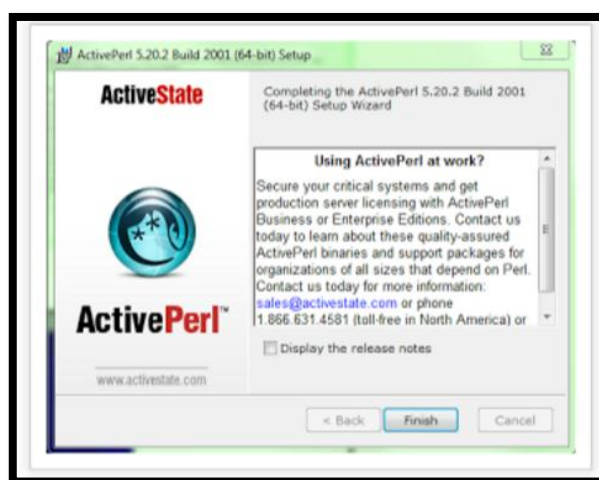 ActivePerl 5.20.2 Build 2001 (64-bit) Setup
ActiveState
Completing the ActivePerl 5.20.2 Build 2001
(64-bit) Setup Wizard
Using ActivePerl at work?
Secure your critical systems and get
production server licensing with ActivePerl
Business or Enterprise Editions. Contact us
today to learn about these quality-assured
ActivePerl binaries and support packages for
organizations of all sizes that depend on Perl.
Contact us today for more information:
sales@activestate.com or phone
1.866.631.4581 (toll-free in North America) or
ActivePerl™
Display the release notes
www.activestate.com
< Back
Finish
Cancel